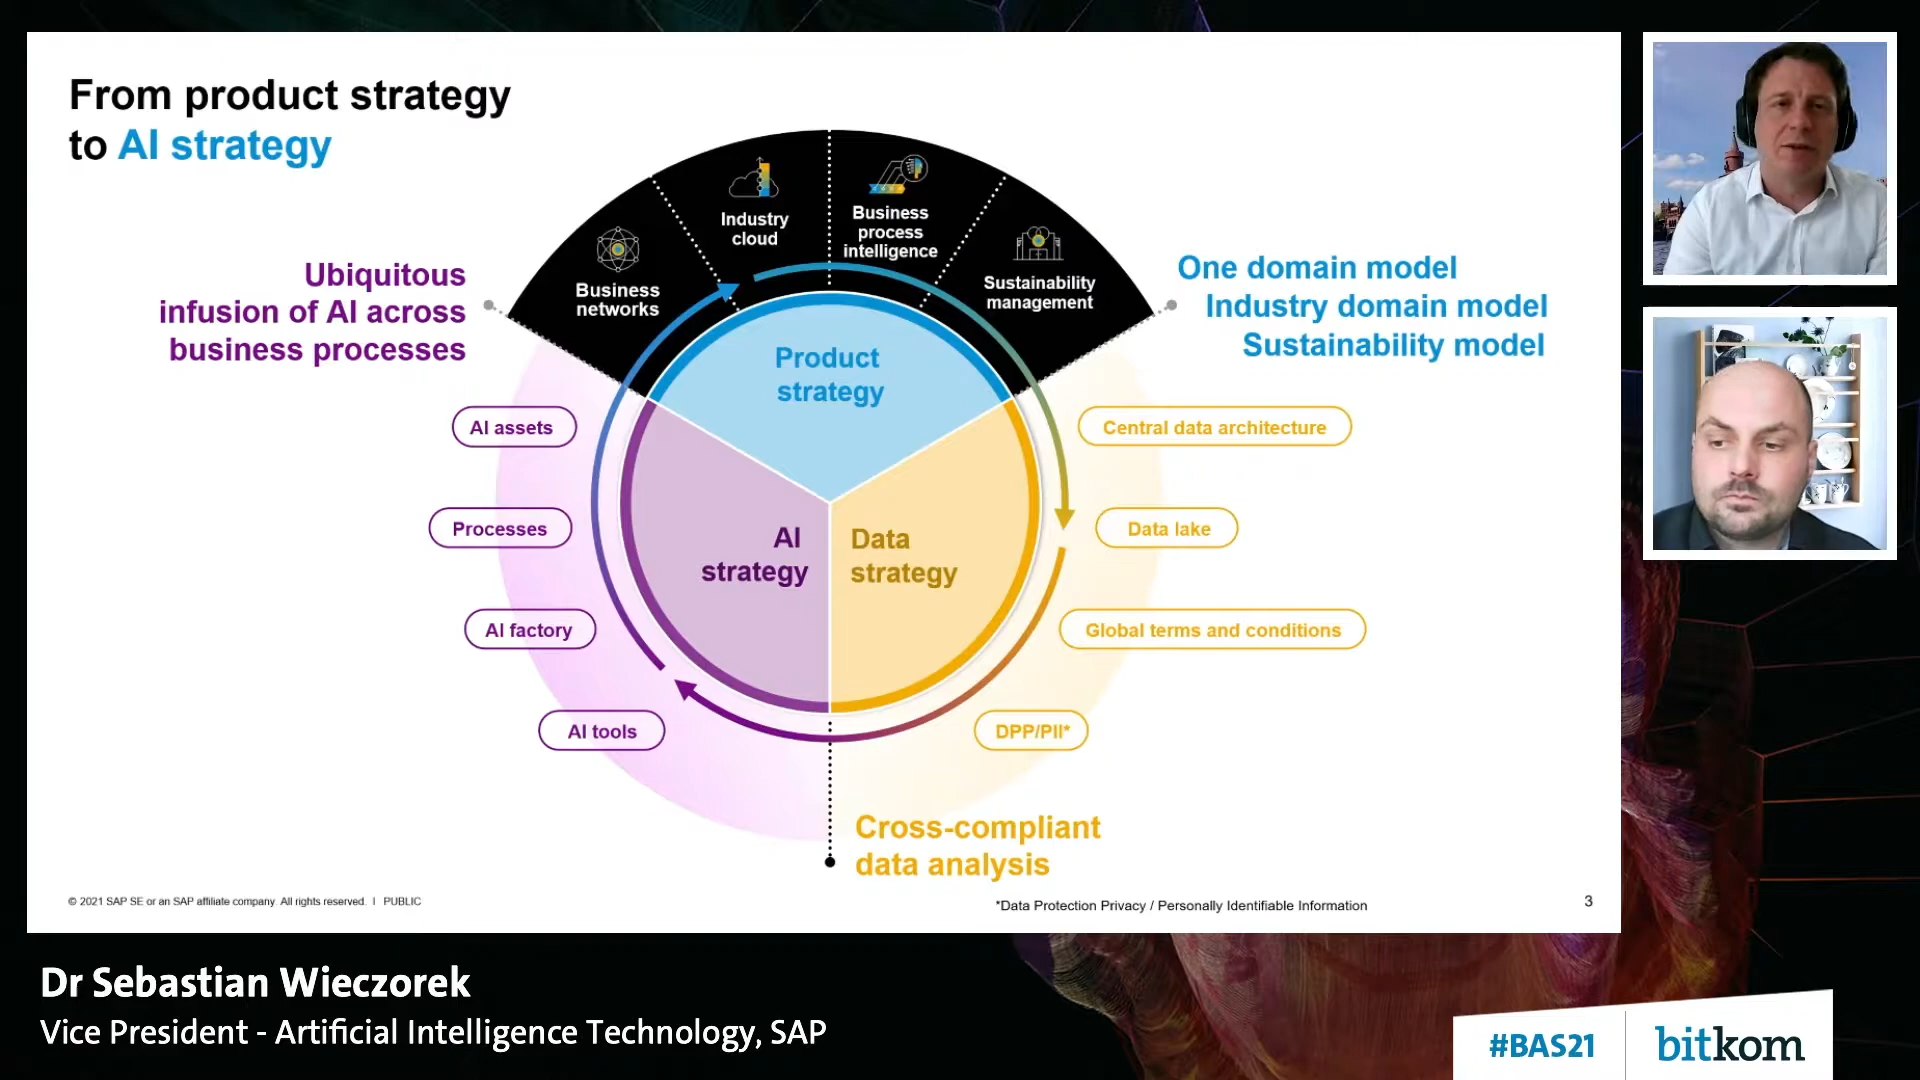 From product strategy
to AI strategy
Industry
cloud
Business
process
intelligence
Business
networks
Sustainability
management
Ubiquitous
infusion of AI across
business processes
One domain model
Industry domain model
Sustainability model
Product
strategy
AI
strategy
Data
strategy
AI assets
Processes
AI factory
AI tools
Central data architecture
Data lake
Global terms and conditions
DPP/PII*
Cross-compliant
data analysis
© 2021 SAP SE or an SAP affiliate company. All rights reserved. | PUBLIC
*Data Protection Privacy / Personally Identifiable Information
3
Dr Sebastian Wieczorek
Vice President - Artificial Intelligence Technology, SAP
#BAS21
bitkom